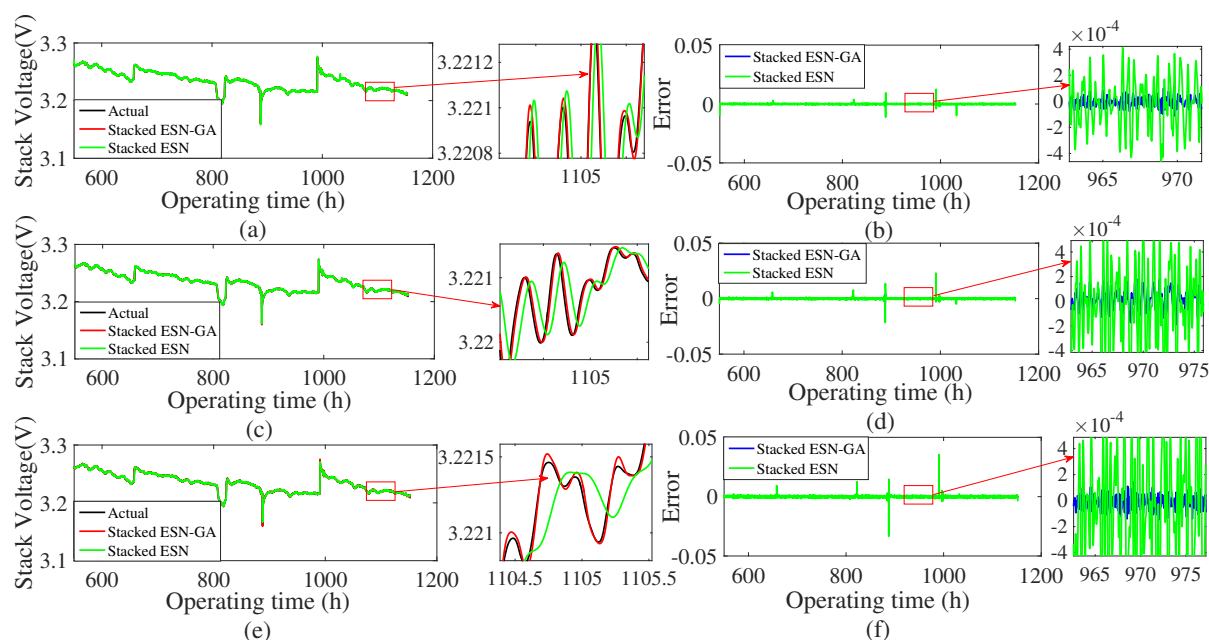 3.3
3.2
3.1
Stack Voltage(V)
Actual
Stacked ESN-GA
Stacked ESN
600 800 1000 1200
Operating time (h)
(a)
3.2212
3.221
3.2208
1105
0.05
0
-0.05
Error
Stacked ESN-GA
Stacked ESN
600 800 1000 1200
Operating time (h)
(b)
×10⁻⁴
4
2
0
-2
-4
965 970
3.3
3.2
3.1
Stack Voltage(V)
Actual
Stacked ESN-GA
Stacked ESN
600 800 1000 1200
Operating time (h)
(c)
3.221
3.22
1105
0.05
0
-0.05
Error
Stacked ESN-GA
Stacked ESN
600 800 1000 1200
Operating time (h)
(d)
×10⁻⁴
4
2
0
-2
-4
965 970 975
3.3
3.2
3.1
Stack Voltage(V)
Actual
Stacked ESN-GA
Stacked ESN
600 800 1000 1200
Operating time (h)
(e)
3.2215
3.221
1104.5 1105 1105.5
0.05
0
-0.05
Error
Stacked ESN-GA
Stacked ESN
600 800 1000 1200
Operating time (h)
(f)
×10⁻⁴
4
2
0
-2
-4
965 970 975